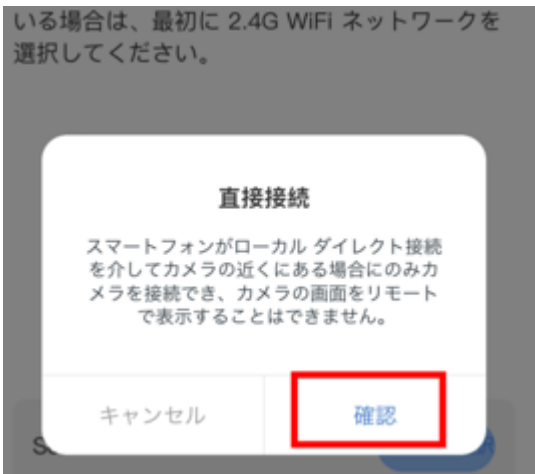 いる場合は、最初に 2.4G WiFi ネットワークを
選択してください。
直接接続
スマートフォンがローカル ダイレクト接続
を介してカメラの近くにある場合にのみカ
メラを接続でき、カメラの画面をリモート
で表示することはできません。
キャンセル 確認